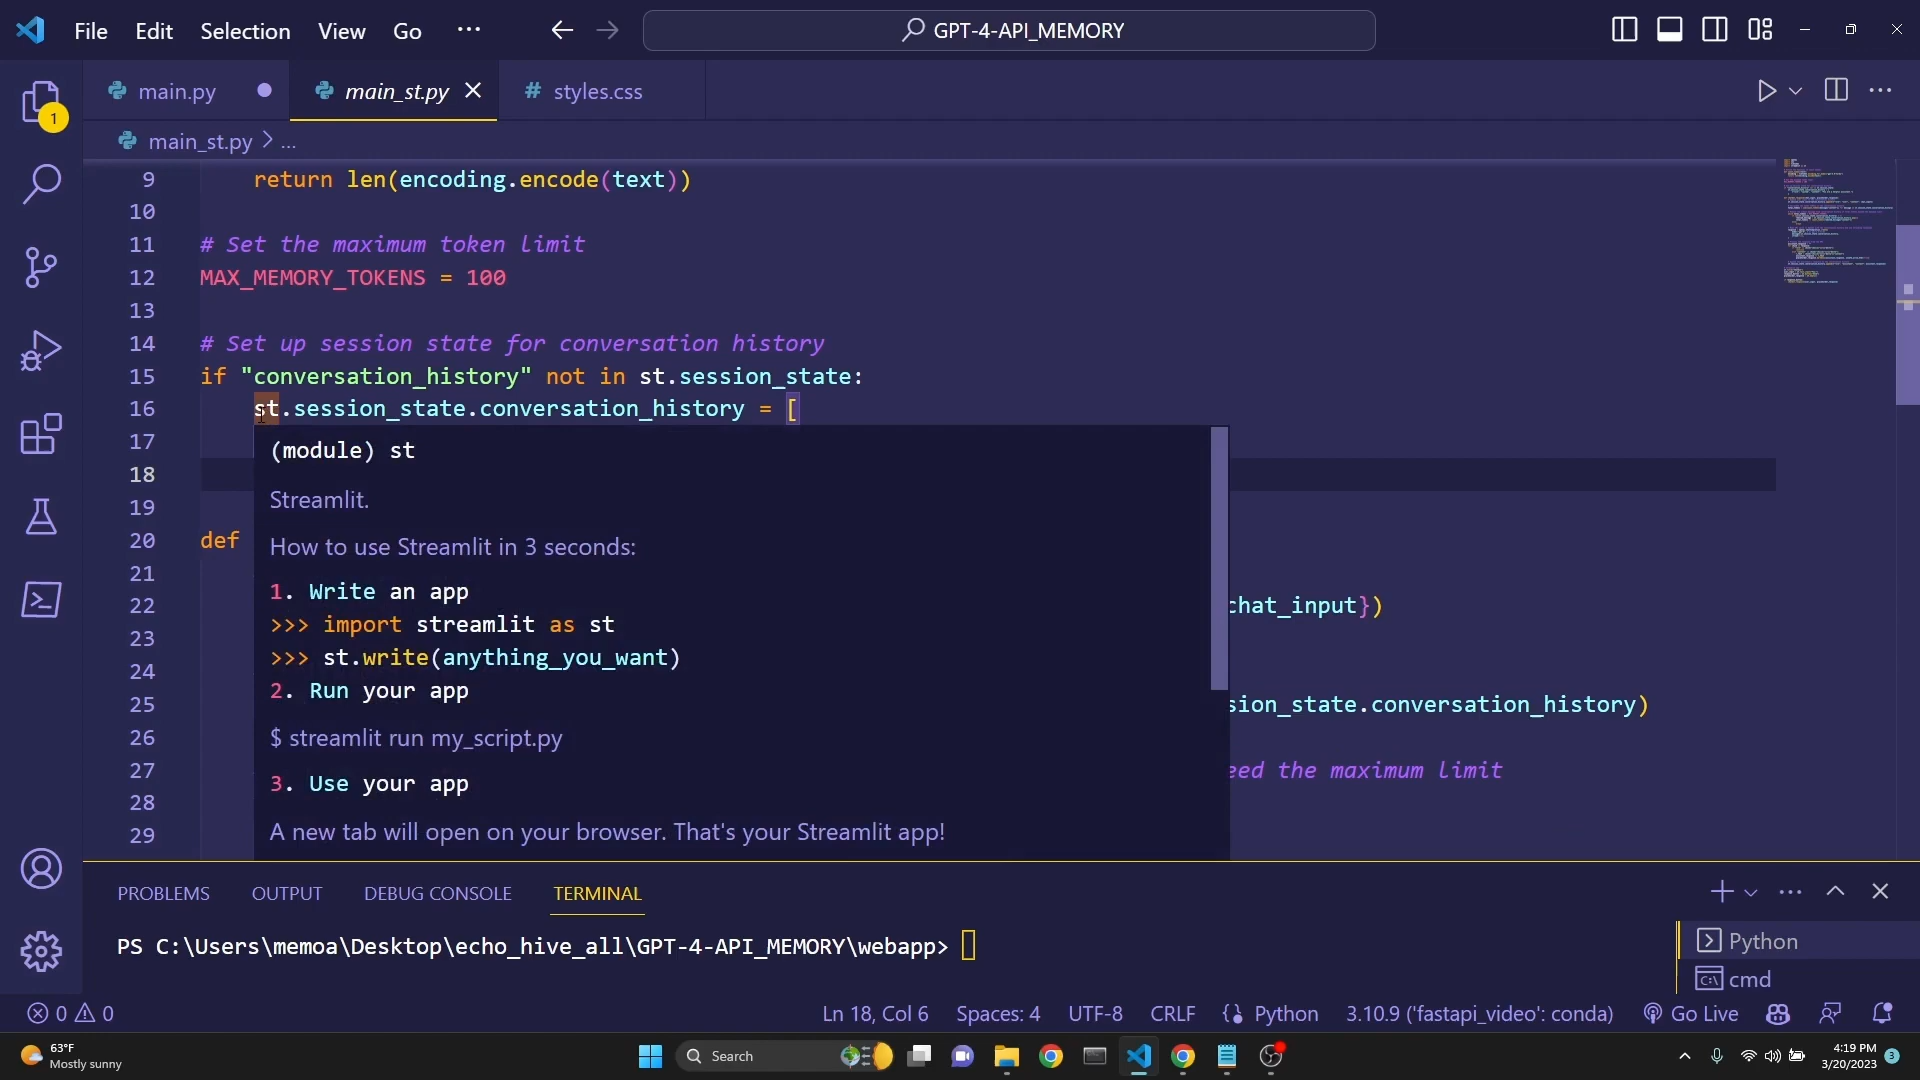 File Edit Selection View Go ··· GPT-4-API_MEMORY
1
main.py main_st.py styles.css
main_st.py > ...
9 return len(encoding.encode(text))
10
11 # Set the maximum token limit
12 MAX_MEMORY_TOKENS = 100
13
14 # Set up session state for conversation history
15 if "conversation_history" not in st.session_state:
16 st.session_state.conversation_history = [
17
18
19
20 def
21
22 chat_input})
23
24
25 sion_state.conversation_history)
26
27 eed the maximum limit
28
29
(module) st
Streamlit.
How to use Streamlit in 3 seconds:
1. Write an app
>>> import streamlit as st
>>> st.write(anything_you_want)
2. Run your app
$ streamlit run my_script.py
3. Use your app
A new tab will open on your browser. That's your Streamlit app!
PROBLEMS OUTPUT DEBUG CONSOLE TERMINAL
PS C:\Users\memoa\Desktop\echo_hive_all\GPT-4-API_MEMORY\webapp>
Python
cmd
0 0 Ln 18, Col 6 Spaces: 4 UTF-8 CRLF Python 3.10.9 ('fastapi_video': conda) Go Live
63°F
Mostly sunny
Search
4:19 PM
3/20/2023
3